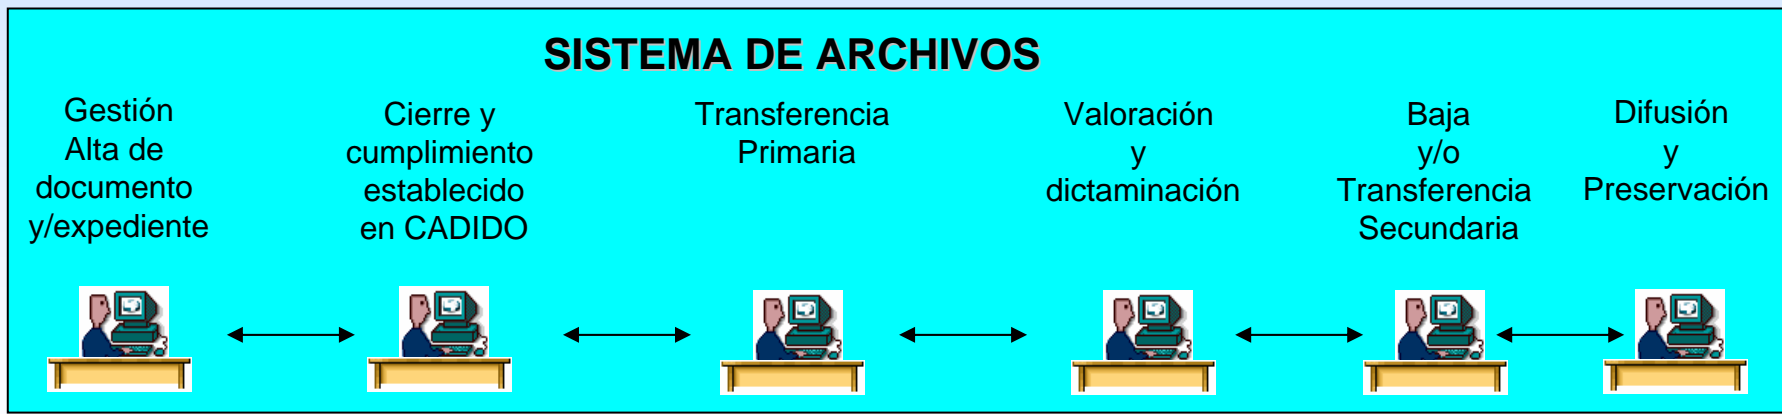 SISTEMA DE ARCHIVOS
Gestión
Alta de
documento
y/expediente
Cierre y
cumplimiento
establecido
en CADIDO
Transferencia
Primaria
Valoración
y
dictaminación
Baja
y/o
Transferencia
Secundaria
Difusión
y
Preservación